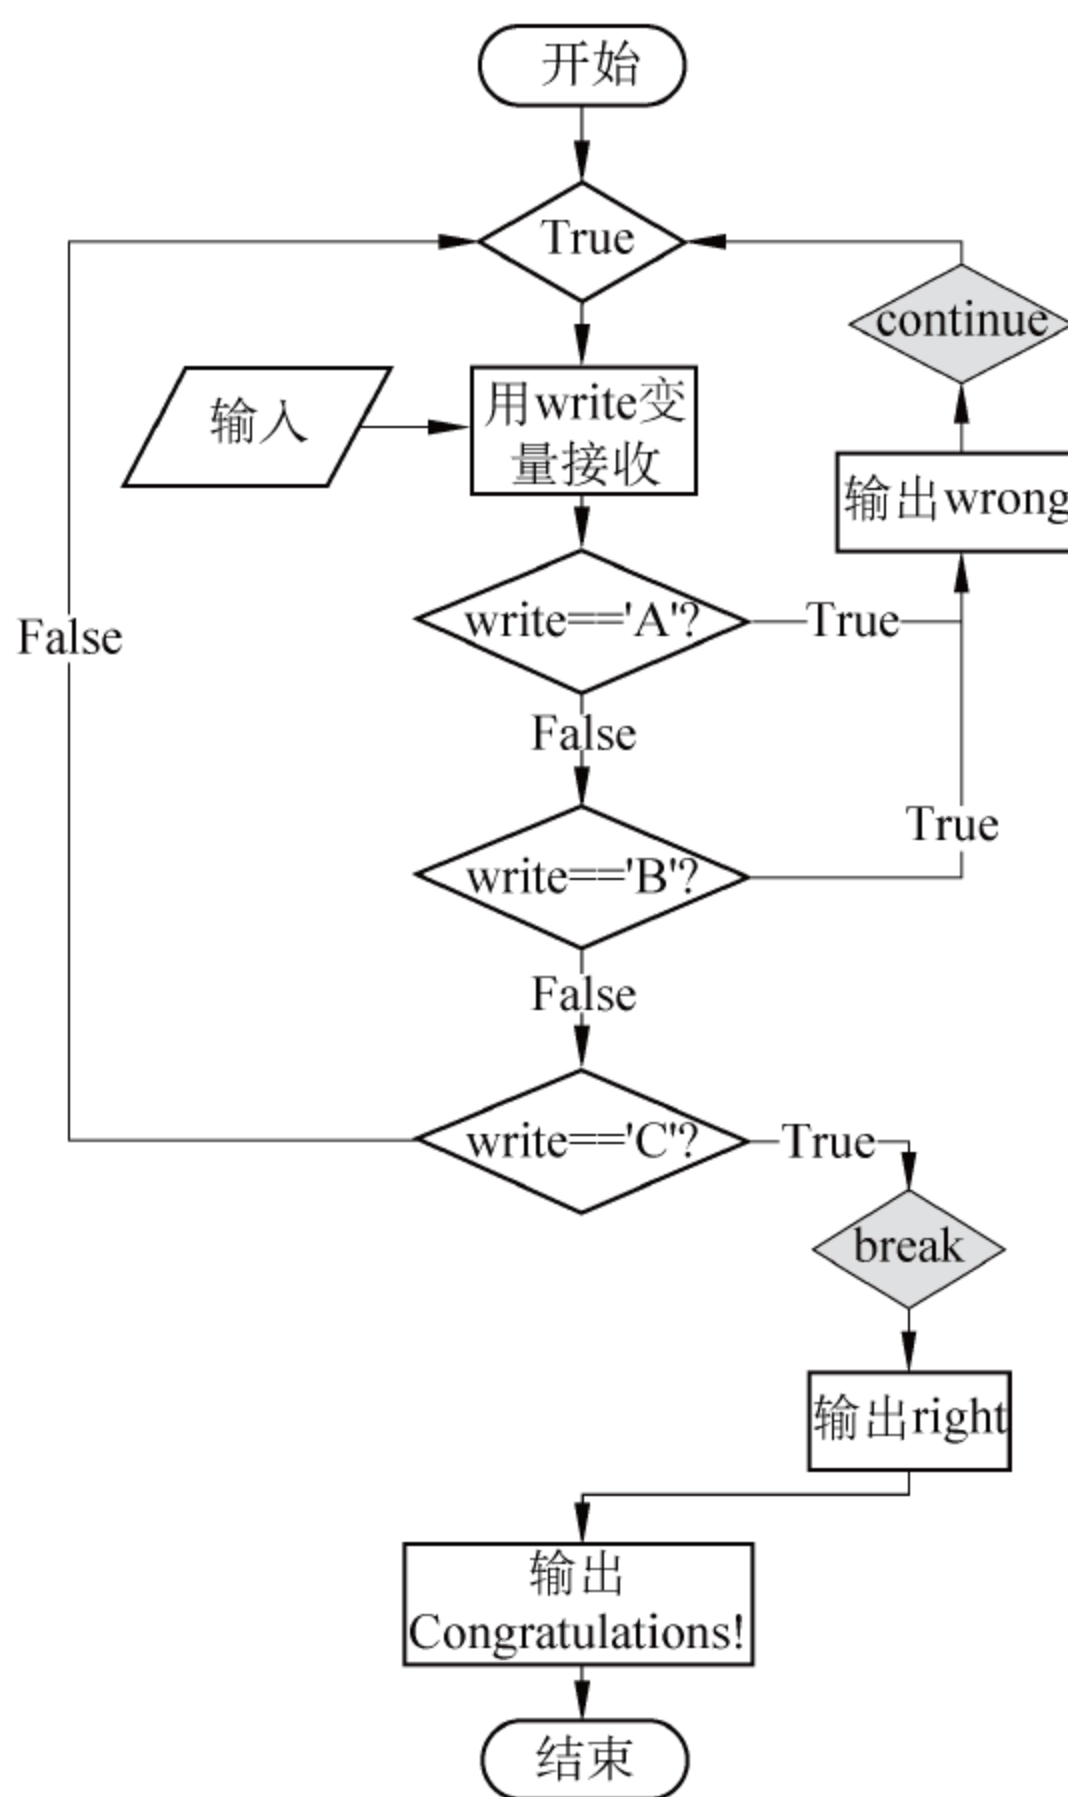 开始
True
continue
输入
用write变
量接收
输出wrong
write=='A'?
True
False
False
True
write=='B'?
False
write=='C'?
True
break
输出right
输出
Congratulations!
结束